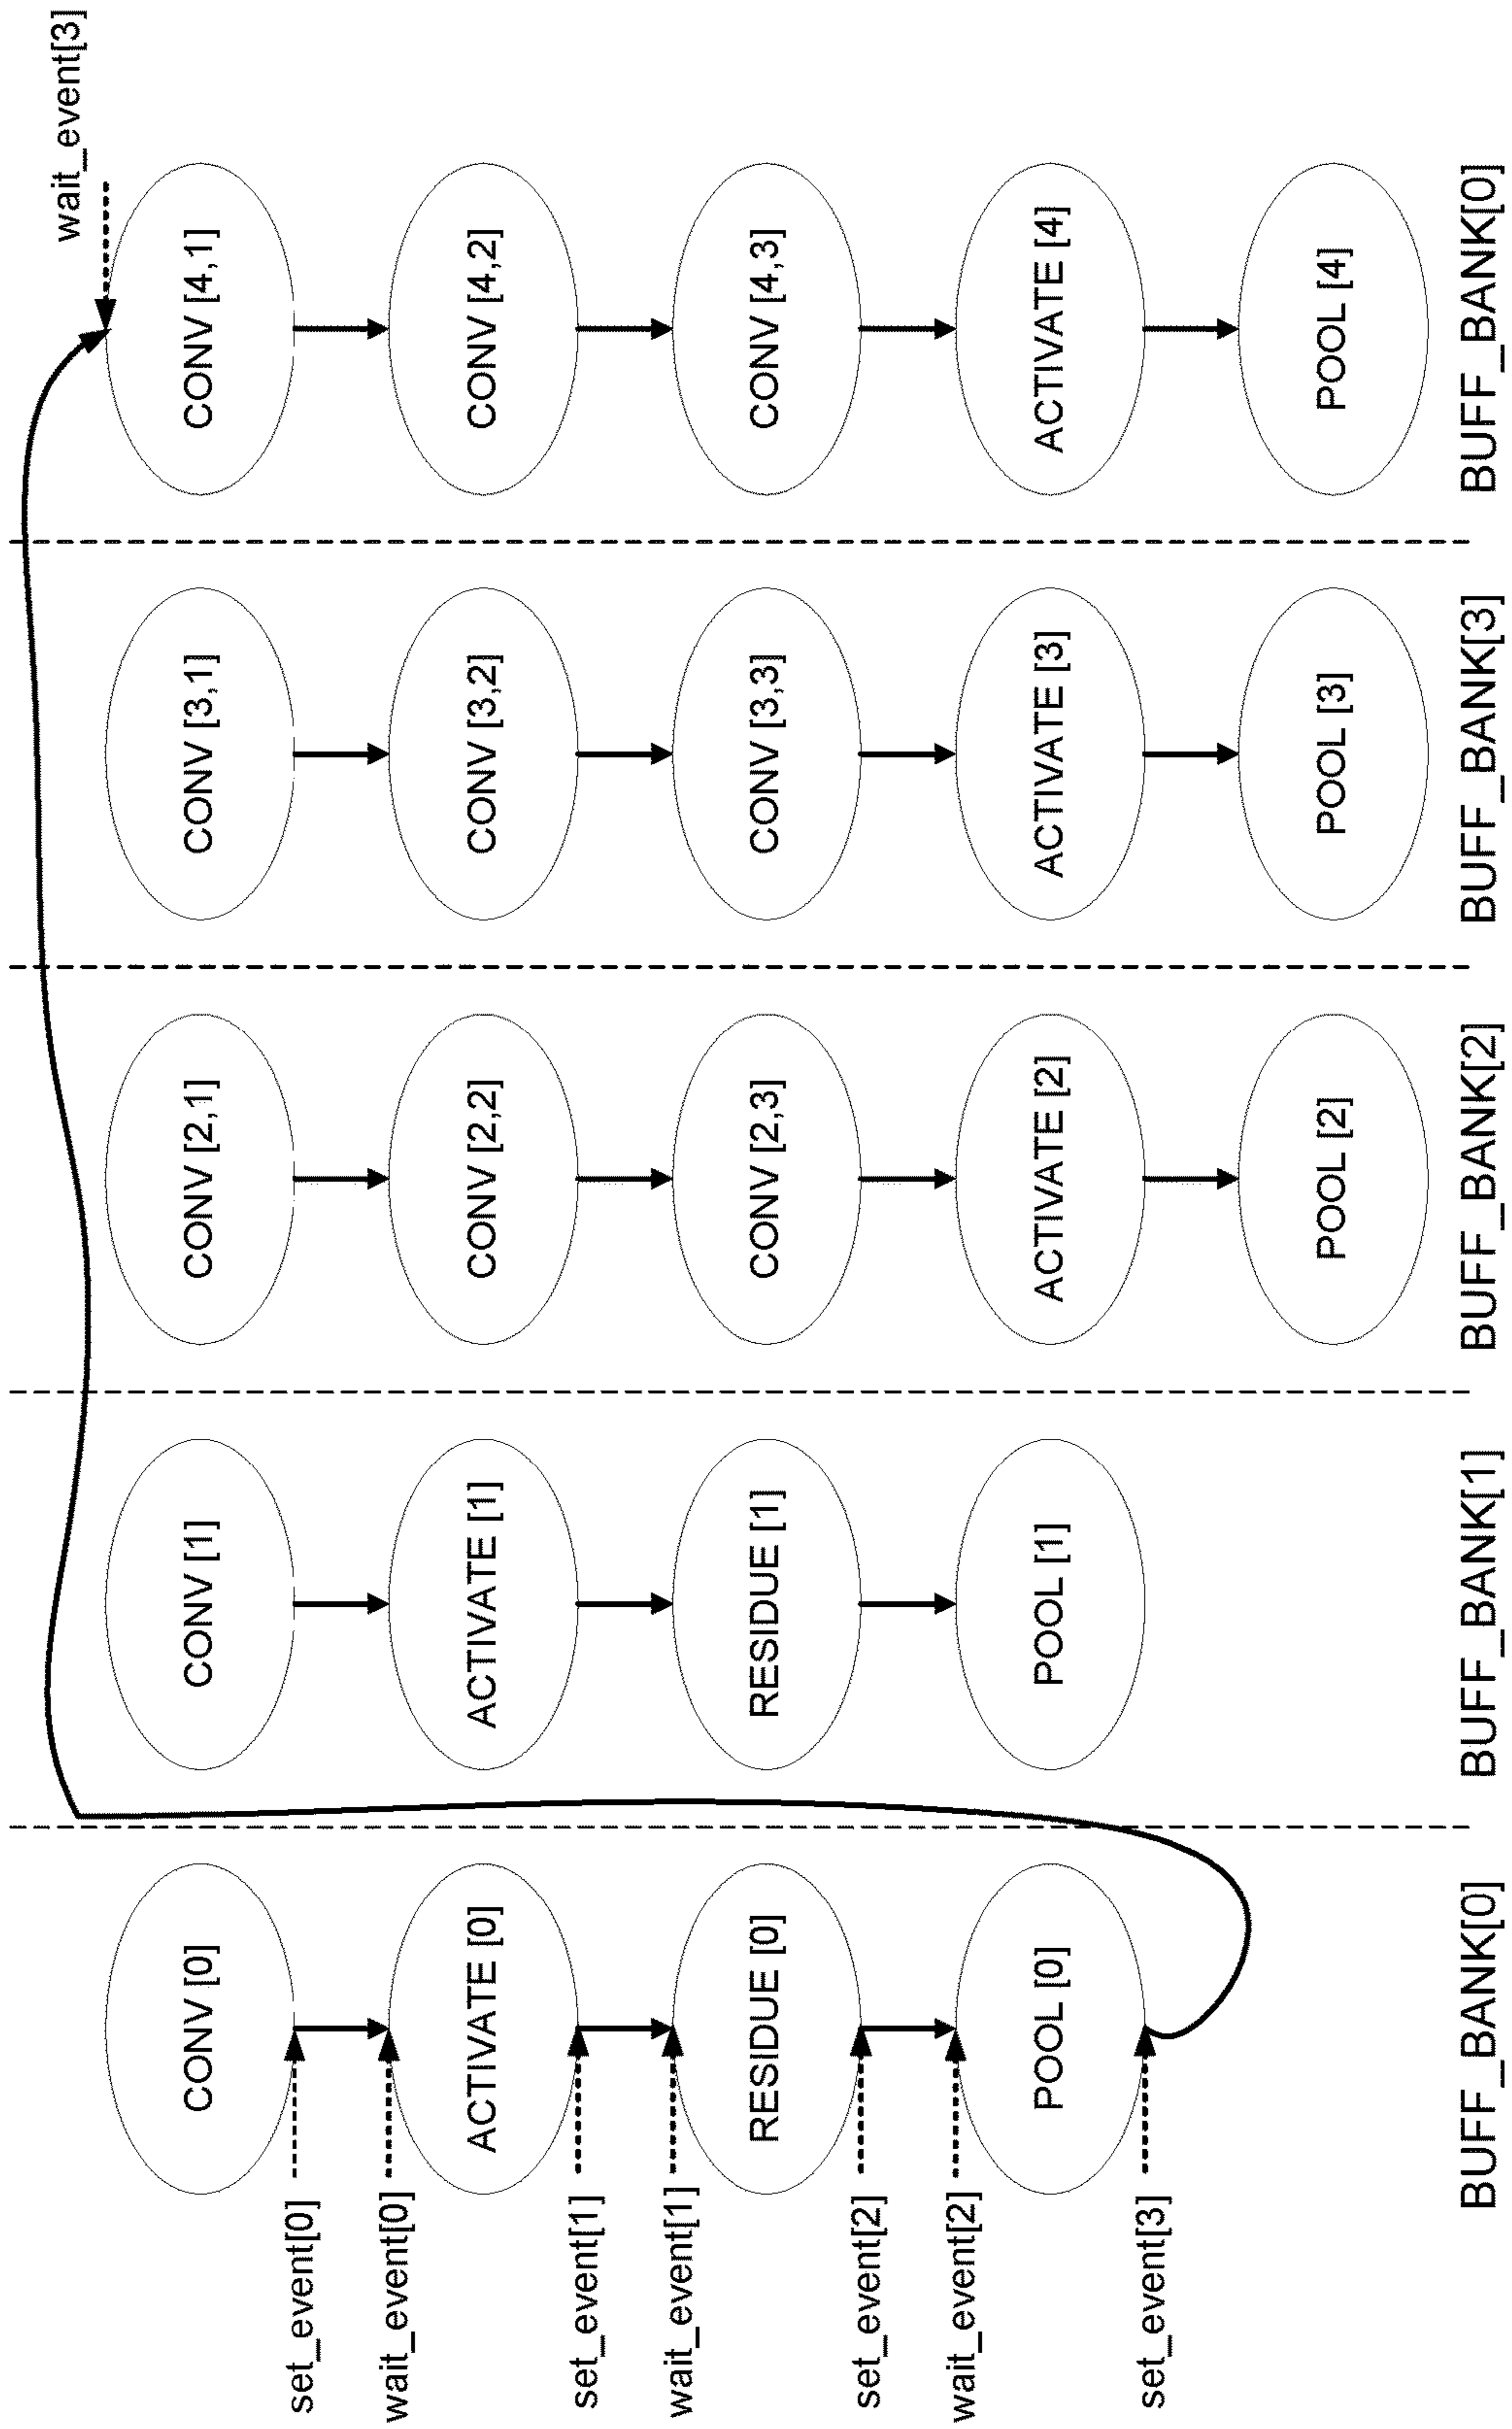 wait_event[3]
CONV [0]
CONV [1]
CONV [2,1]
CONV [3,1]
CONV [4,1]
set_event[0]
wait_event[0]
ACTIVATE [0]
ACTIVATE [1]
CONV [2,2]
CONV [3,2]
CONV [4,2]
set_event[1]
wait_event[1]
RESIDUE [0]
RESIDUE [1]
CONV [2,3]
CONV [3,3]
CONV [4,3]
set_event[2]
wait_event[2]
POOL [0]
POOL [1]
ACTIVATE [2]
ACTIVATE [3]
ACTIVATE [4]
set_event[3]
POOL [2]
POOL [3]
POOL [4]
BUFF_BANK[0]
BUFF_BANK[1]
BUFF_BANK[2]
BUFF_BANK[3]
BUFF_BANK[0]